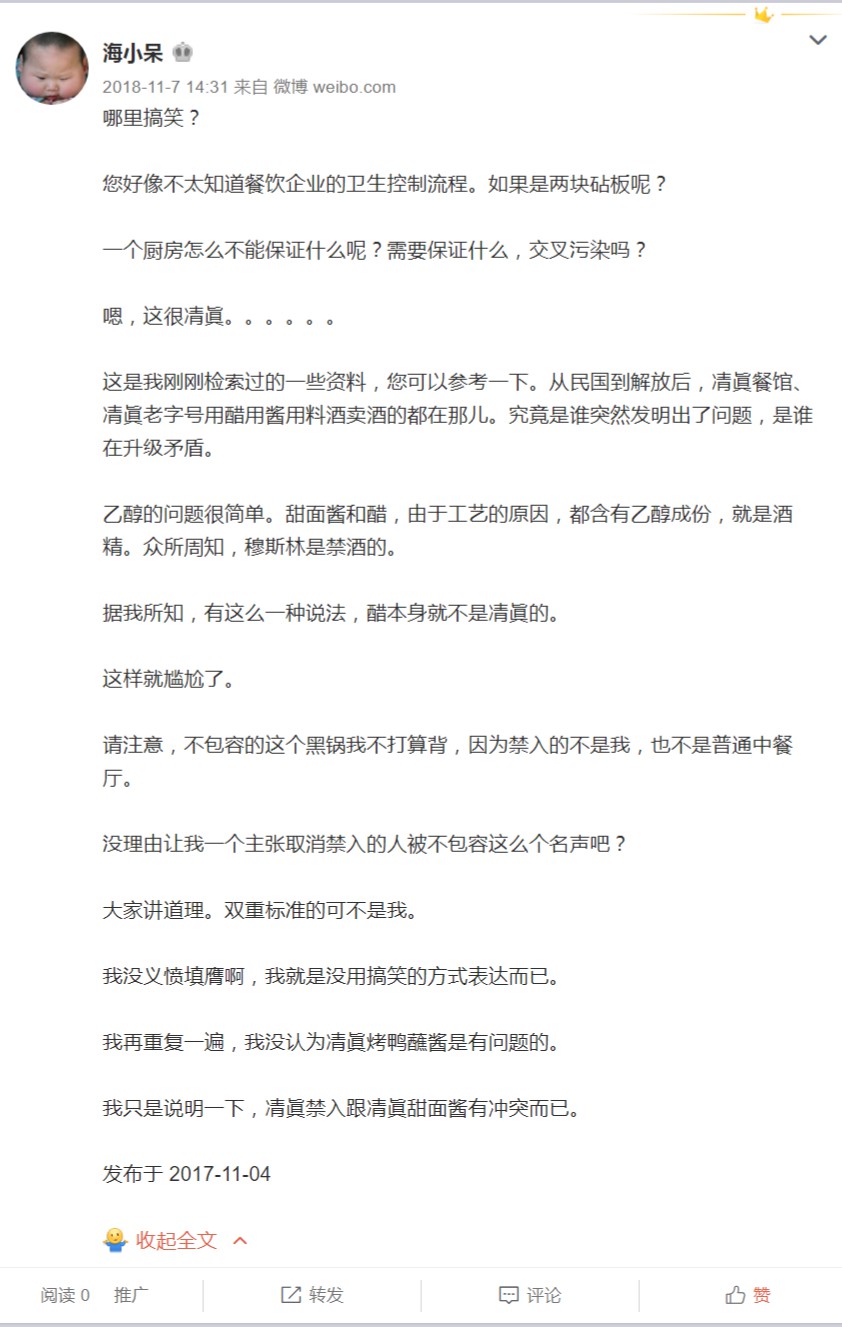 海小呆
2018-11-7 14:31 来自 微博 weibo.com
哪里搞笑？
您好像不太知道餐饮企业的卫生控制流程。如果是两块砧板呢？
一个厨房怎么不能保证什么呢？需要保证什么，交叉污染吗？
嗯，这很清眞。。。。。。
这是我刚刚检索过的一些资料，您可以参考一下。从民国到解放后，凊眞餐馆、
凊眞老字号用醋用酱用料酒卖酒的都在那儿。究竟是谁突然发明出了问题，是谁
在升级矛盾。
乙醇的问题很简单。甜面酱和醋，由于工艺的原因，都含有乙醇成份，就是酒
精。众所周知，穆斯林是禁酒的。
据我所知，有这么一种说法，醋本身就不是凊眞的。
这样就尴尬了。
请注意，不包容的这个黑锅我不打算背，因为禁入的不是我，也不是普通中餐
厅。
没理由让我一个主张取消禁入的人被不包容这么个名声吧？
大家讲道理。双重标准的可不是我。
我没义愤填膺啊，我就是没用搞笑的方式表达而已。
我再重复一遍，我没认为凊眞烤鸭蘸酱是有问题的。
我只是说明一下，凊眞禁入跟凊眞甜面酱有冲突而已。
发布于 2017-11-04
收起全文
阅读 0 推广 转发 评论 赞